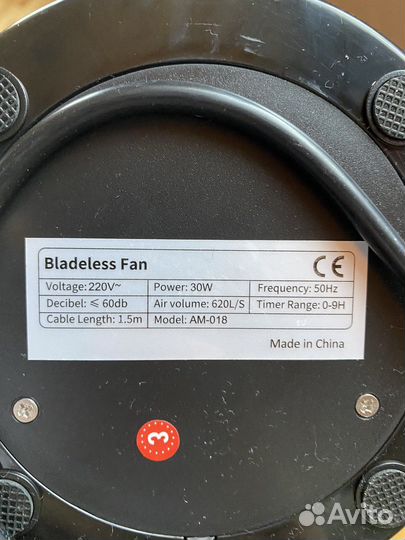 Bladeless Fan CE
Voltage: 220V~ Power: 30W Frequency: 50Hz
Decibel: ≤ 60db Air volume: 620L/S Timer Range: 0-9H
Cable Length: 1.5m Model: AM-018
Made in China
3
Avito